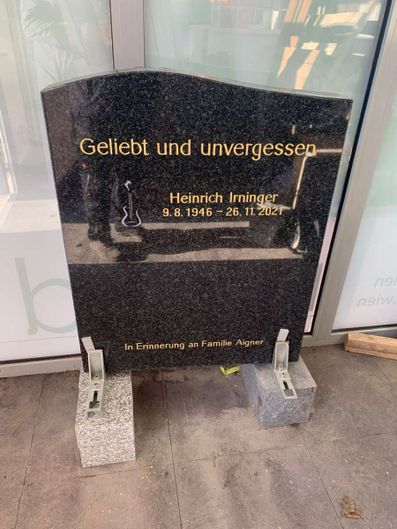 Geliebt und unvergessen
Heinrich Irninger
9. 8. 1946 – 26. 11. 2021
In Erinnerung an Familie Aigner